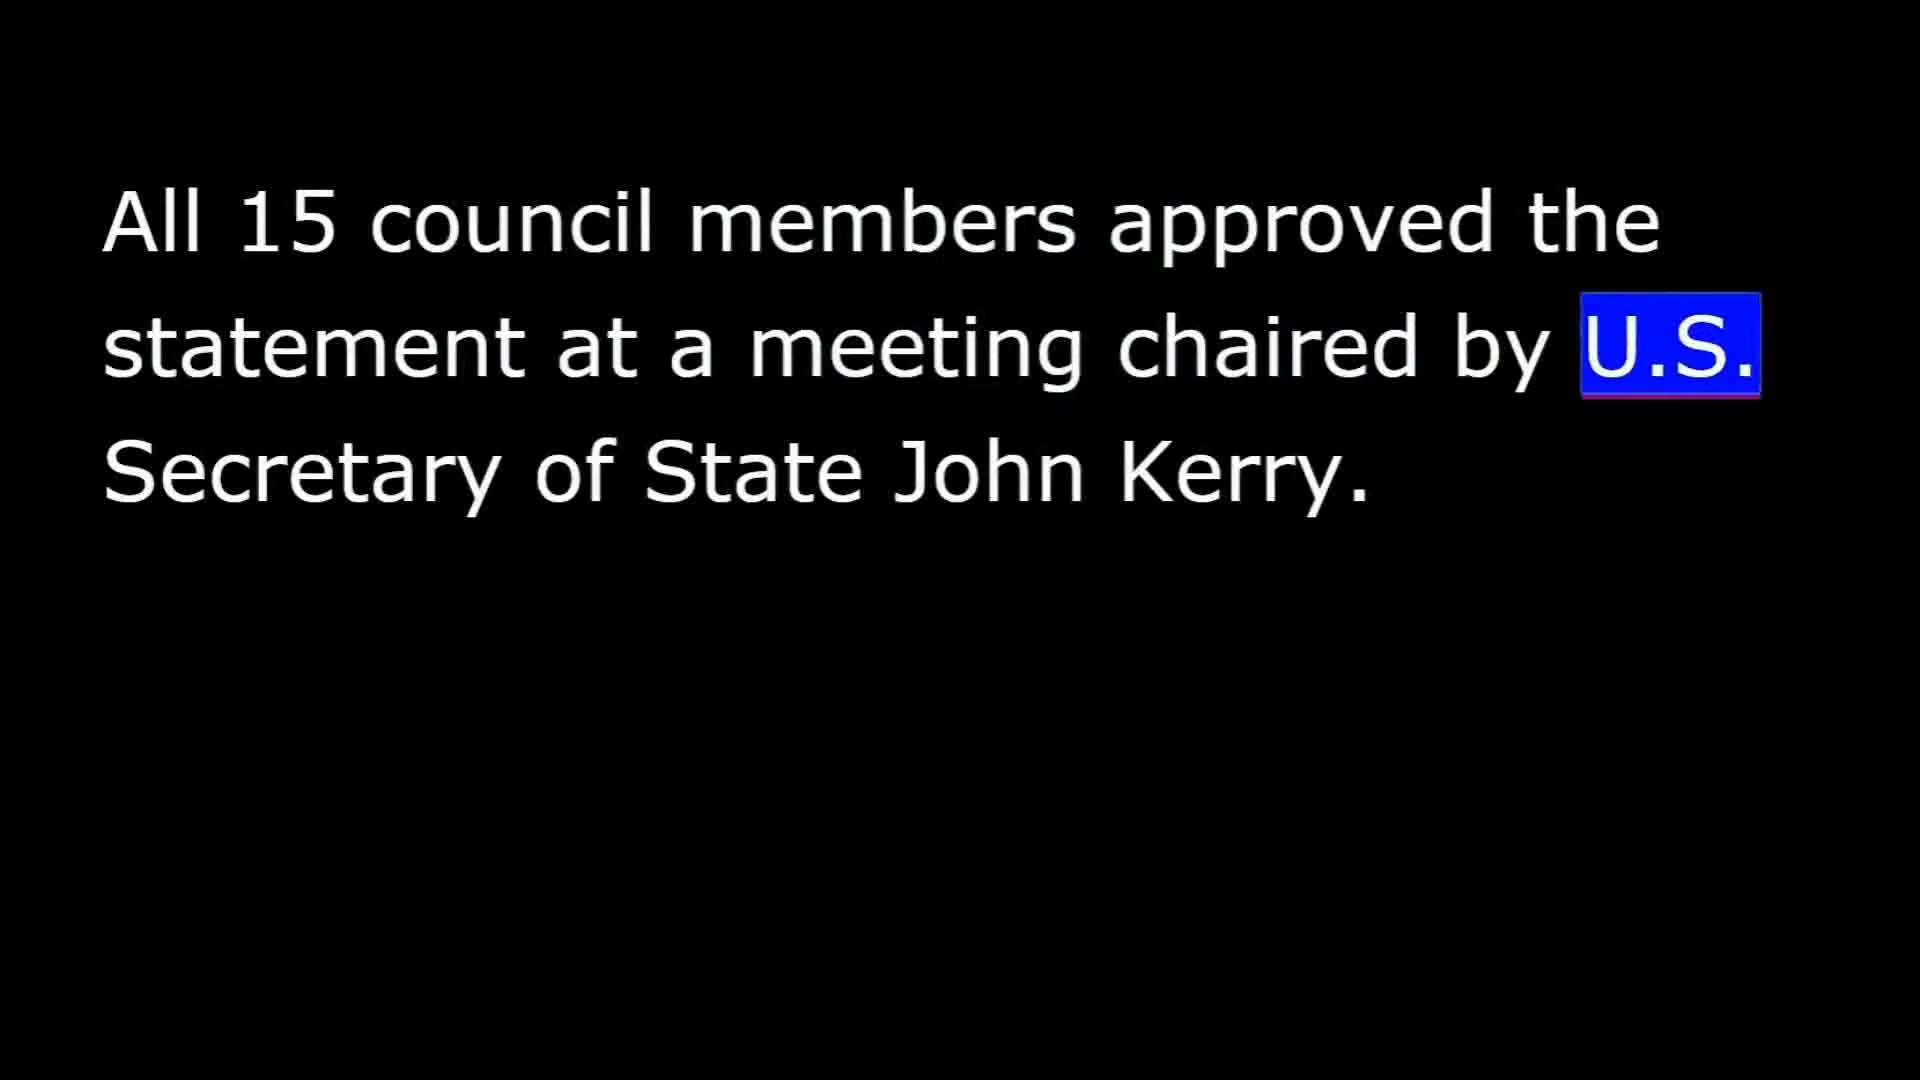 All 15 council members approved the
statement at a meeting chaired by U.S.
Secretary of State John Kerry.